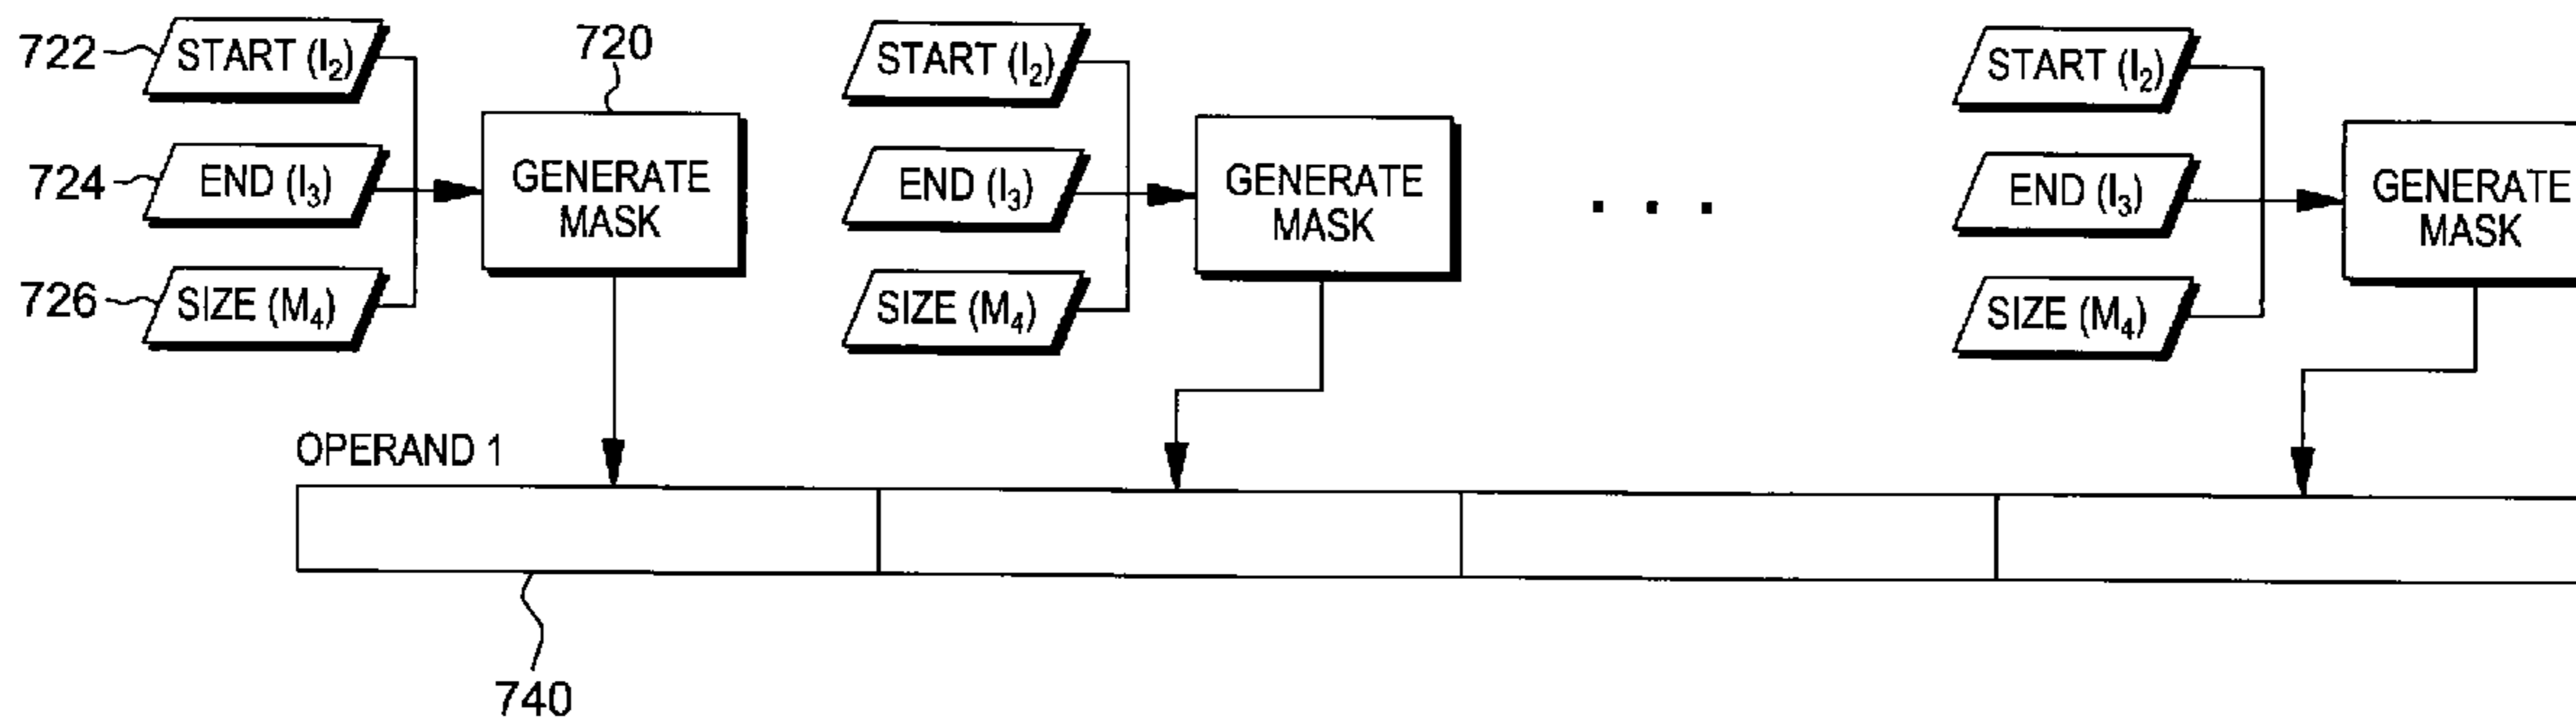 722 START (I₂)
724 END (I₃)
726 SIZE (M₄)
720
GENERATE
MASK
START (I₂)
END (I₃)
SIZE (M₄)
GENERATE
MASK
. . .
START (I₂)
END (I₃)
SIZE (M₄)
GENERATE
MASK
OPERAND 1
740